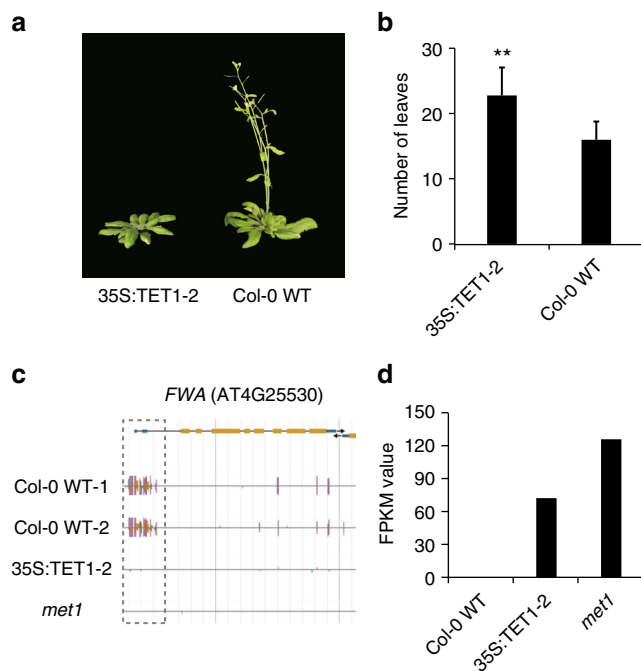 a
35S:TET1-2 Col-0 WT
b
Number of leaves
30
20
10
0
**
35S:TET1-2
Col-0 WT
c
FWA (AT4G25530)
Col-0 WT-1
Col-0 WT-2
35S:TET1-2
met1
d
FPKM value
150
120
90
60
30
0
Col-0 WT
35S:TET1-2
met1